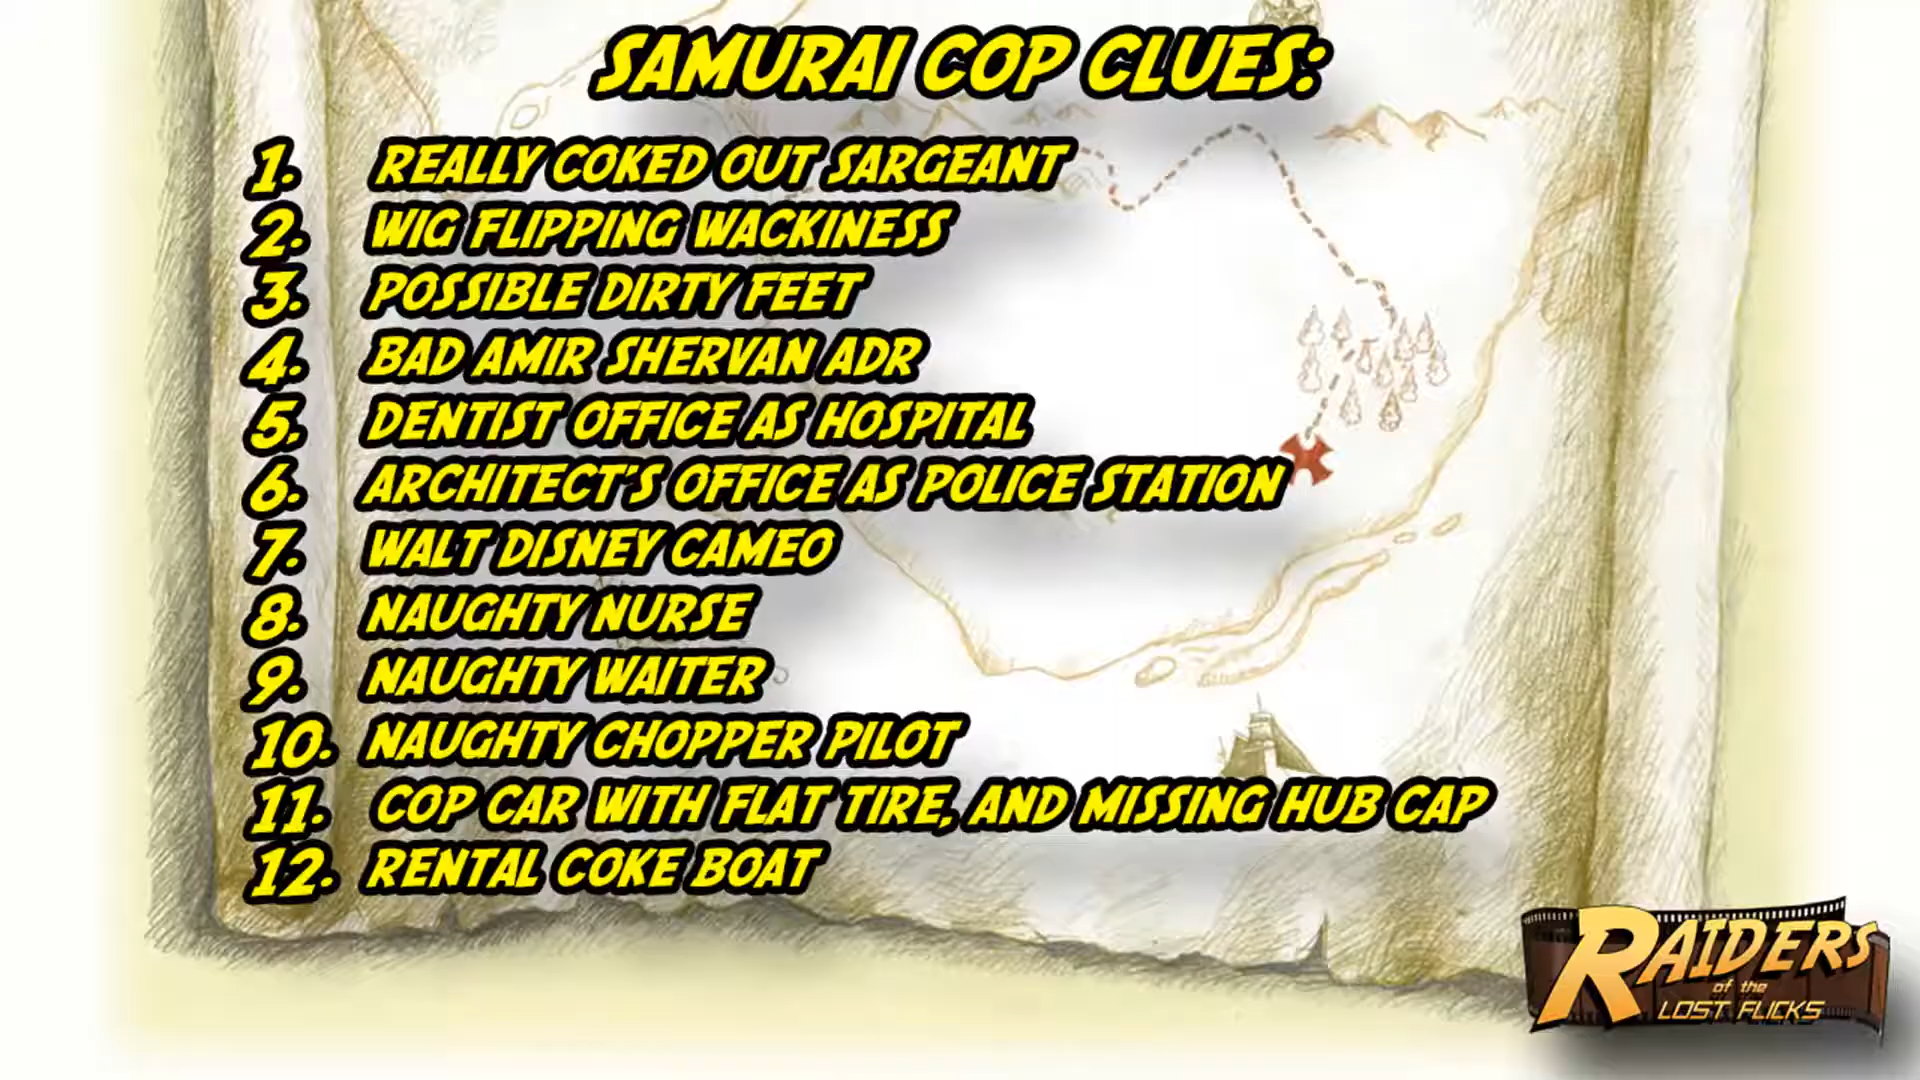 SAMURAI COP CLUES:
1. REALLY COKED OUT SARGEANT
2. WIG FLIPPING WACKINESS
3. POSSIBLE DIRTY FEET
4. BAD AMIR SHERVAN ADR
5. DENTIST OFFICE AS HOSPITAL
6. ARCHITECT'S OFFICE AS POLICE STATION
7. WALT DISNEY CAMEO
8. NAUGHTY NURSE
9. NAUGHTY WAITER
10. NAUGHTY CHOPPER PILOT
11. COP CAR WITH FLAT TIRE, AND MISSING HUB CAP
12. RENTAL COKE BOAT
RAIDERS
of the
LOST FLICKS